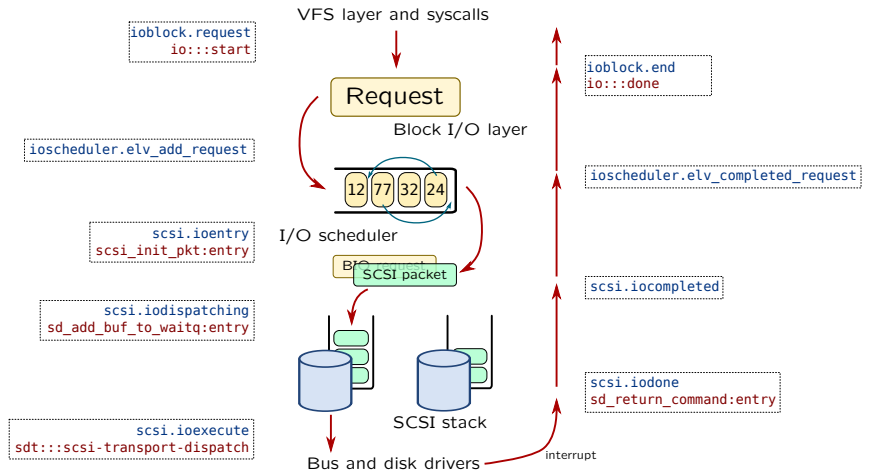 VFS layer and syscalls
ioblock.request
io:::start
ioblock.end
io:::done
Request
Block I/O layer
ioscheduler.elv_add_request
ioscheduler.elv_completed_request
12 77 32 24
I/O scheduler
scsi.ioentry
scsi_init_pkt:entry
BIO request
SCSI packet
scsi.iocompleted
scsi.iodispatching
sd_add_buf_to_waitq:entry
scsi.iodone
sd_return_command:entry
SCSI stack
scsi.ioexecute
sdt:::scsi-transport-dispatch
interrupt
Bus and disk drivers